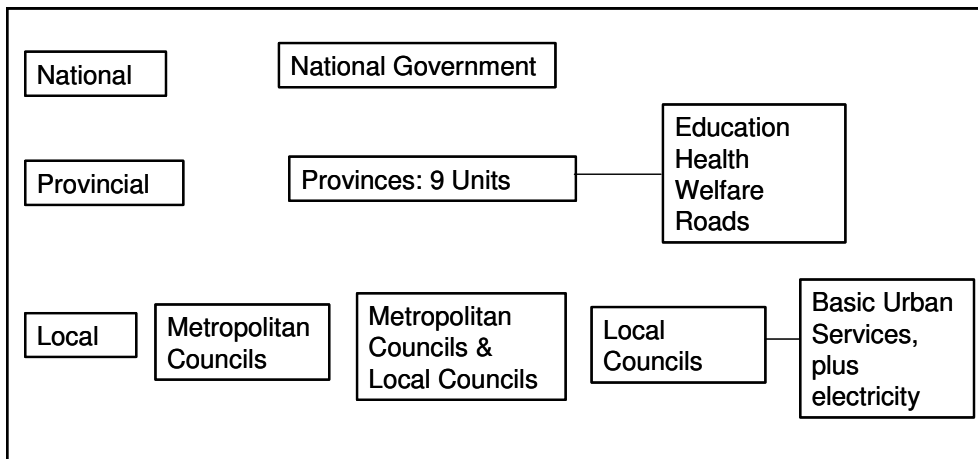 National
National Government
Provincial
Provinces: 9 Units
Education
Health
Welfare
Roads
Local
Metropolitan
Councils
Metropolitan
Councils &
Local Councils
Local
Councils
Basic Urban
Services,
plus
electricity